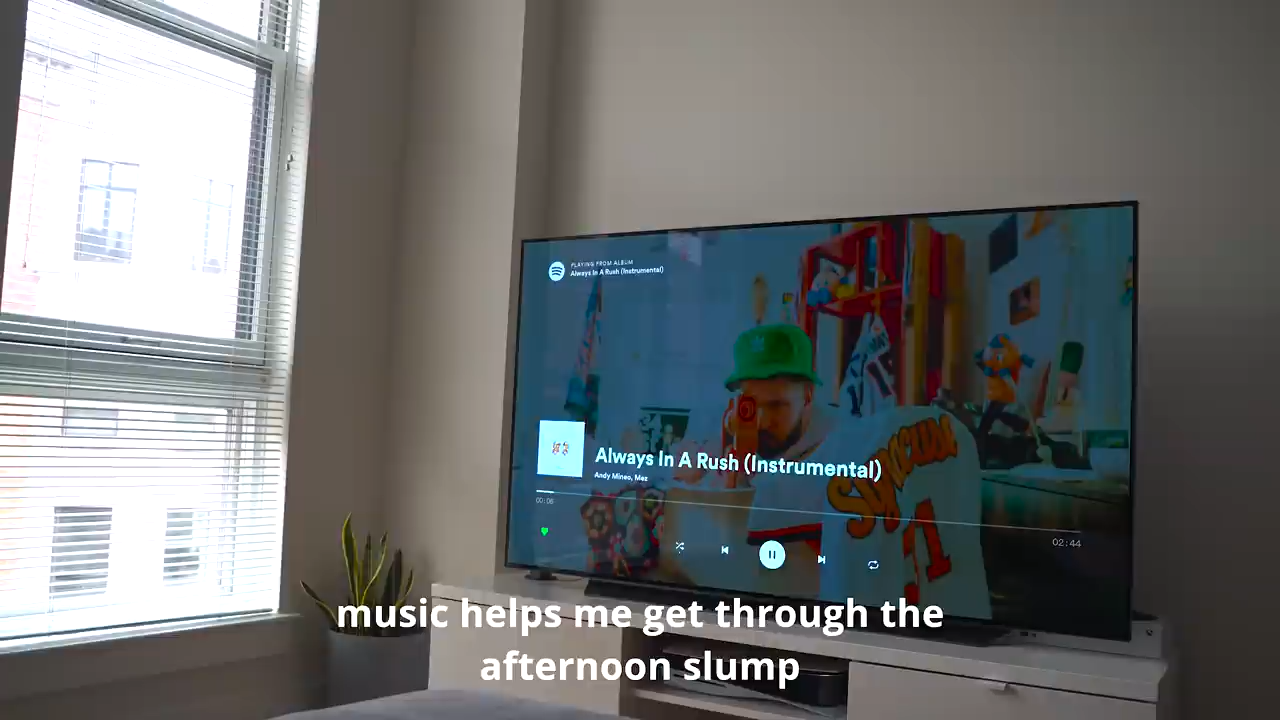 PLAYING FROM ALBUM
Always In A Rush (Instrumental)
Always In A Rush (Instrumental)
Andy Mineo, Mez
00:06
02:44
music helps me get through the
afternoon slump